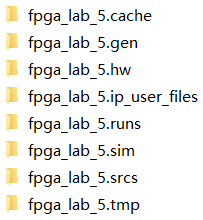 fpga_lab_5.cache
fpga_lab_5.gen
fpga_lab_5.hw
fpga_lab_5.ip_user_files
fpga_lab_5.runs
fpga_lab_5.sim
fpga_lab_5.srcs
fpga_lab_5.tmp